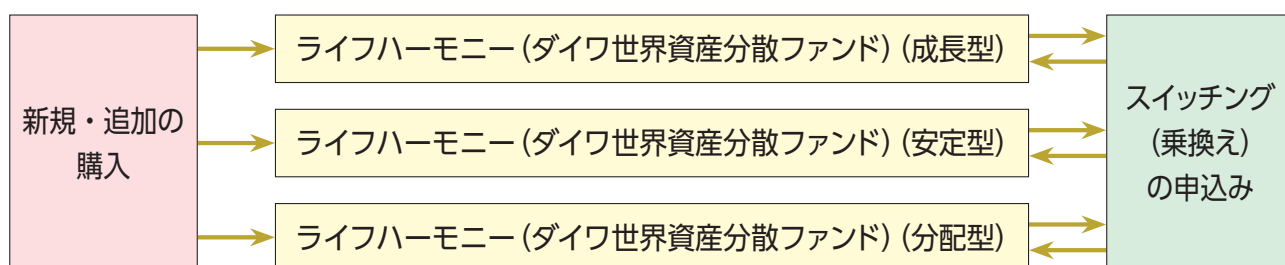 新規・追加の
購入
ライフハーモニー(ダイワ世界資産分散ファンド)(成長型)
ライフハーモニー(ダイワ世界資産分散ファンド)(安定型)
ライフハーモニー(ダイワ世界資産分散ファンド)(分配型)
スイッチング
(乗換え)
の申込み